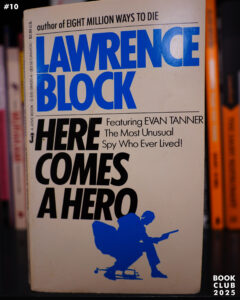 #10
author of EIGHT MILLION WAYS TO DIE
LAWRENCE
BLOCK
HERE
COMES
A HERO
Featuring EVAN TANNER
The Most Unusual
Spy Who Ever Lived!
BOOK
CLUB
2025